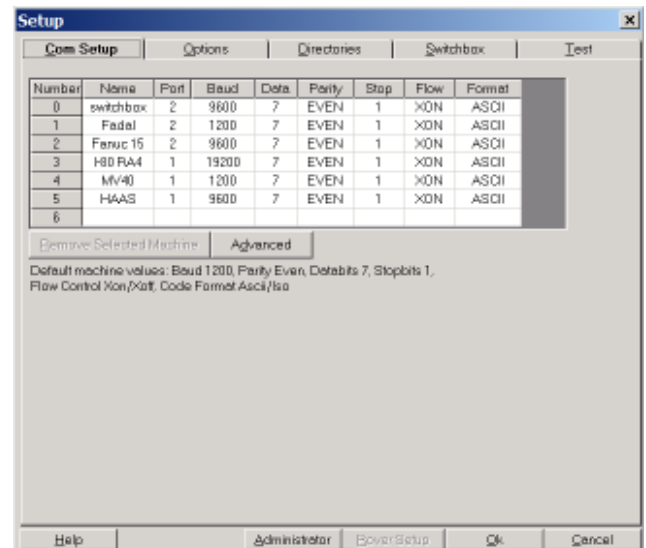 Setup
Com Setup Options Directories Switchbox Test
Number Name Port Baud Data Parity Stop Flow Format
0 switchbox 2 9600 7 EVEN 1 XON ASCII
1 Fadal 2 1200 7 EVEN 1 XON ASCII
2 Fanuc 15 2 9600 7 EVEN 1 XON ASCII
3 H80 RA4 1 19200 7 EVEN 1 XON ASCII
4 MV40 1 1200 7 EVEN 1 XON ASCII
5 HAAS 1 9600 7 EVEN 1 XON ASCII
6
Remove Selected Machine Advanced
Default machine values: Baud 1200, Parity Even, Databits 7, Stopbits 1,
Flow Control Xon/Xoff, Code Format Ascii/Iso
Help Administrator Rover Setup Ok Cancel